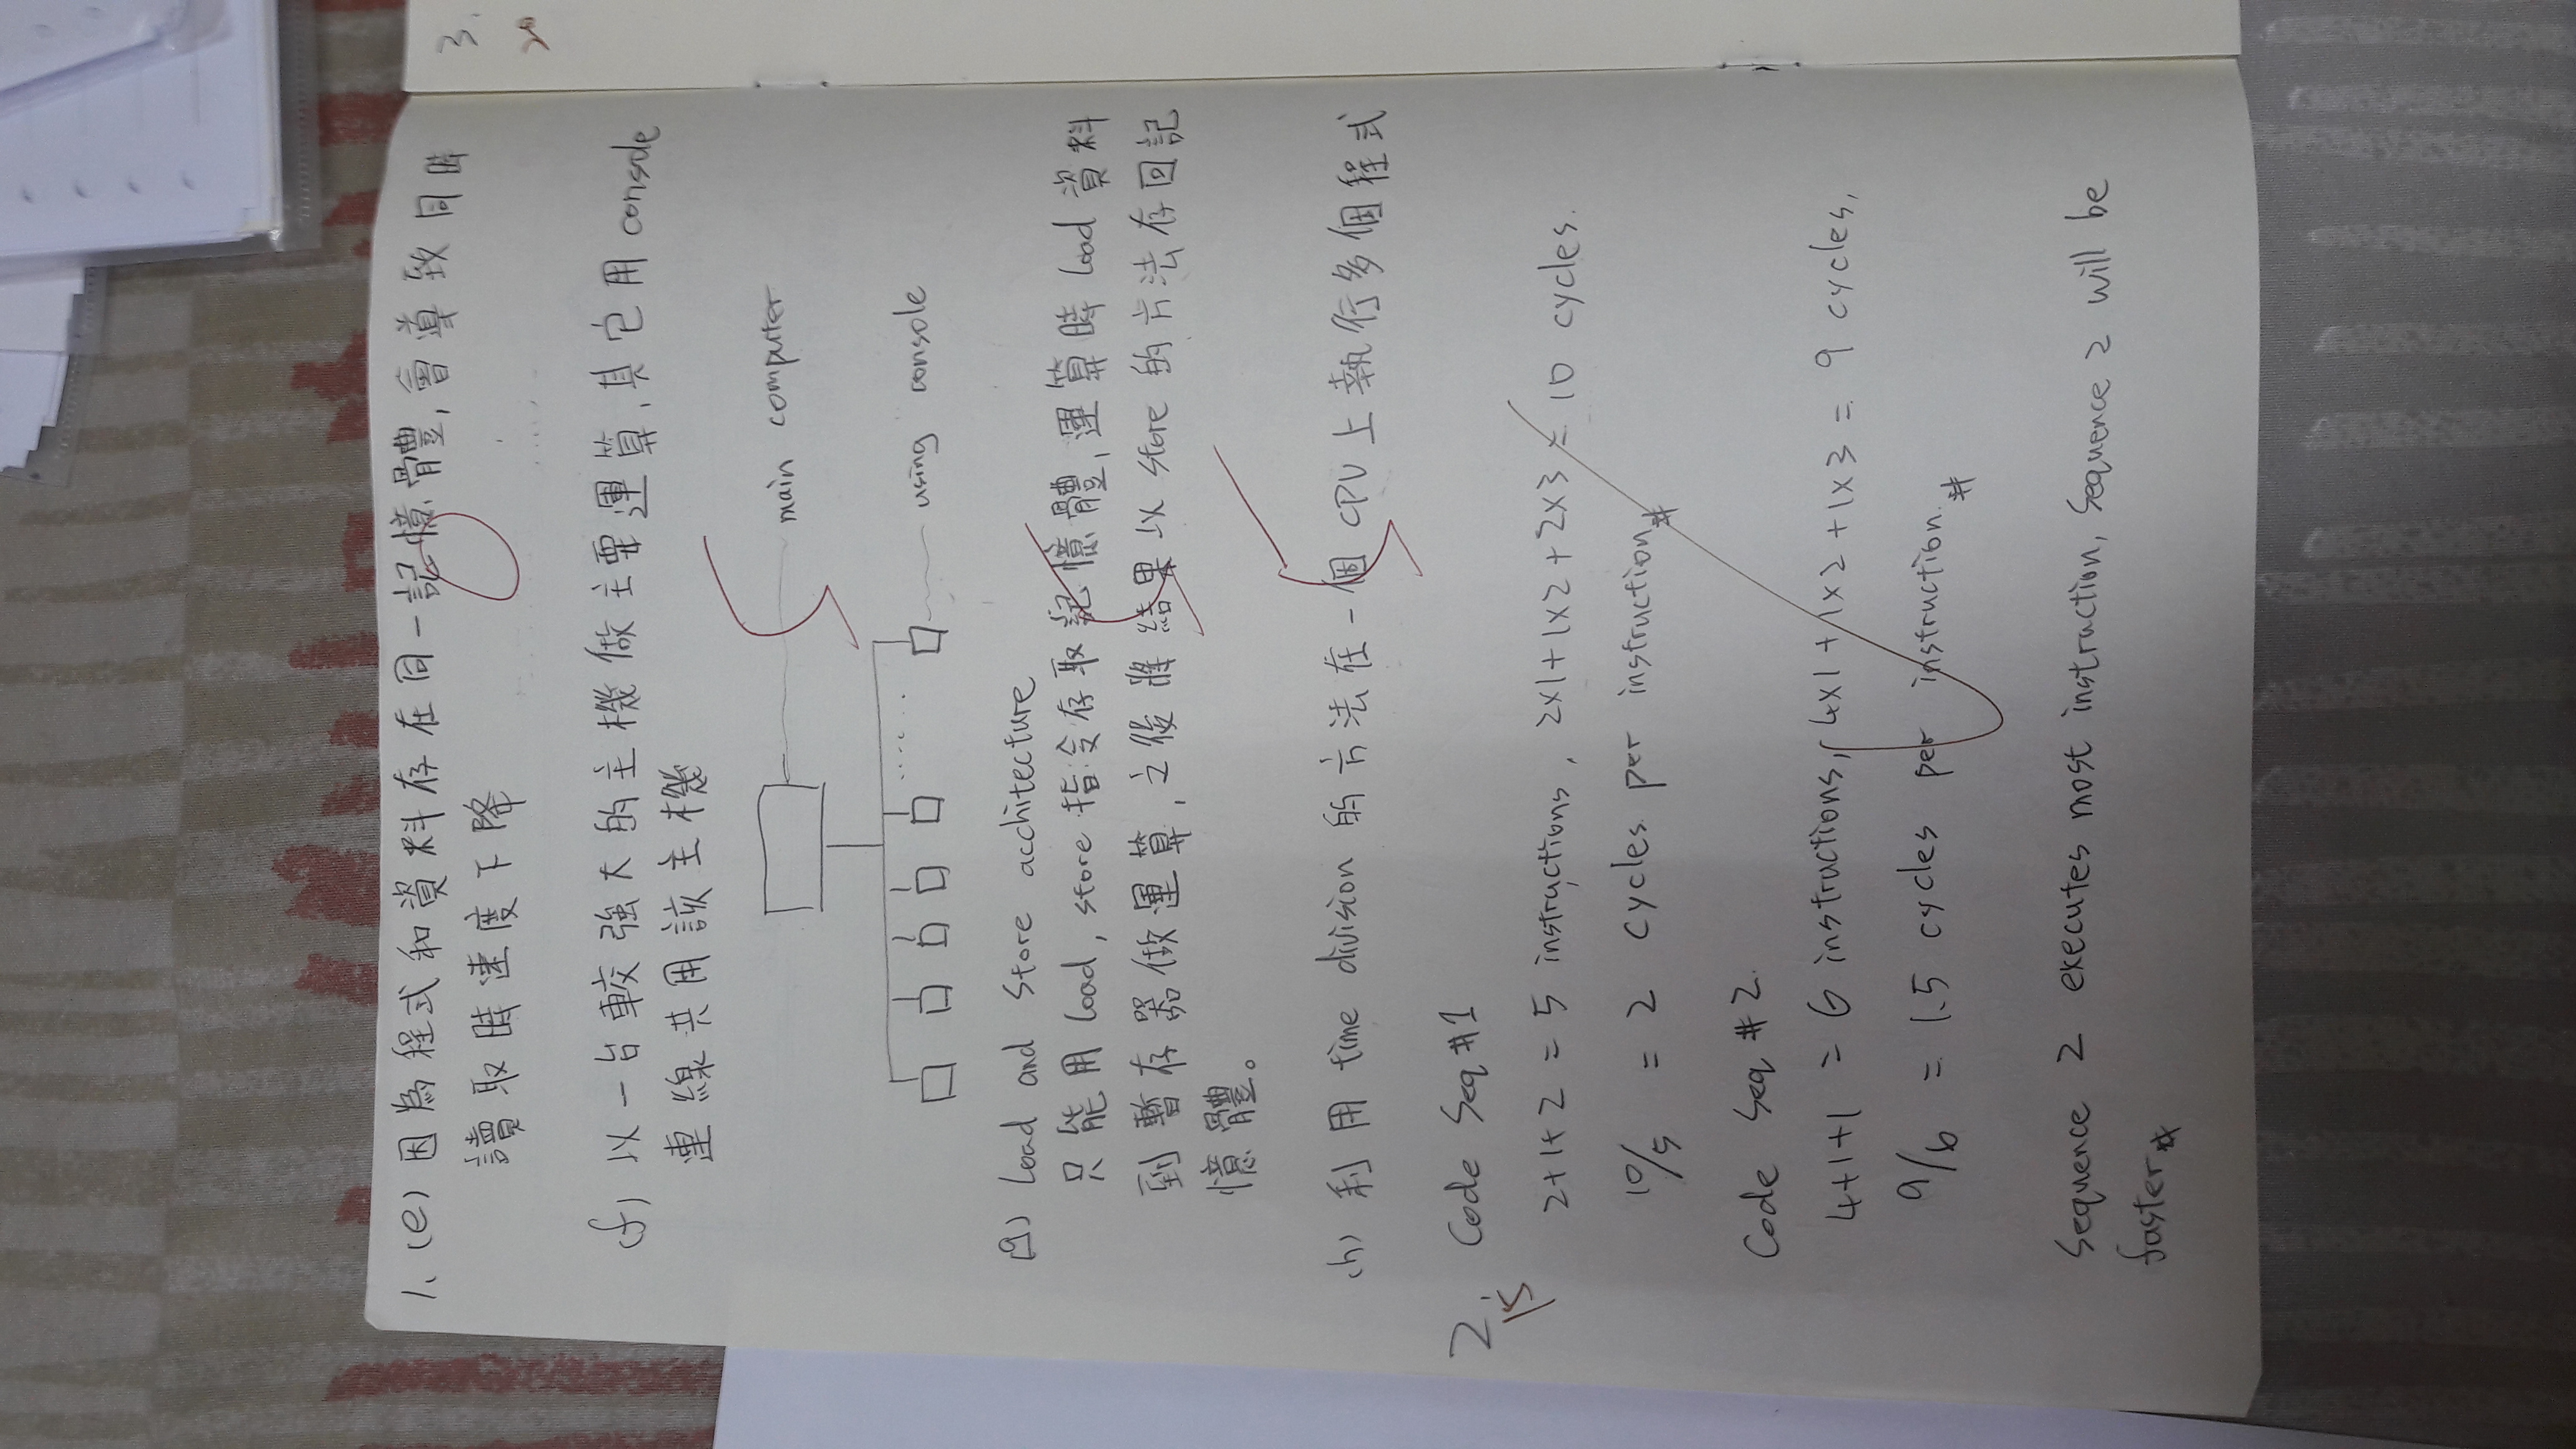 1. (e) 因為程式和資料存在同一記憶體, 會導致同時
讀取時速度下降
(f) 以一台較強大的主機做主要運算, 其它用 console
連線共用該主機
main computer
using console
(g) Load and Store acchitecture
只能用 load, store 指令存取記憶體, 運算時 load 資料
到暫存器做運算, 之後將結果以 store 的方法存回記
憶體。
(h) 利用 time division 的方法在一個 CPU 上執行多個程式
2. Code Seq #1
15
2+1+2 = 5 instructions, 2x1+1x2+2x3 = 10 cycles.
10/5 = 2 cycles per instruction #
Code Seq #2.
4+1+1 = 6 instructions, 4x1+1x2+1x3 = 9 cycles,
9/6 = 1.5 cycles per instruction. #
Sequence 2 executes most instruction, Sequence 2 will be
faster #
3.
20